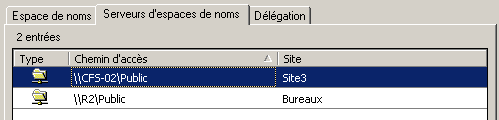 Espace de noms Serveurs d'espaces de noms Délégation
2 entrées
Type Chemin d'accès Site
\\CFS-02\Public Site3
\\R2\Public Bureaux